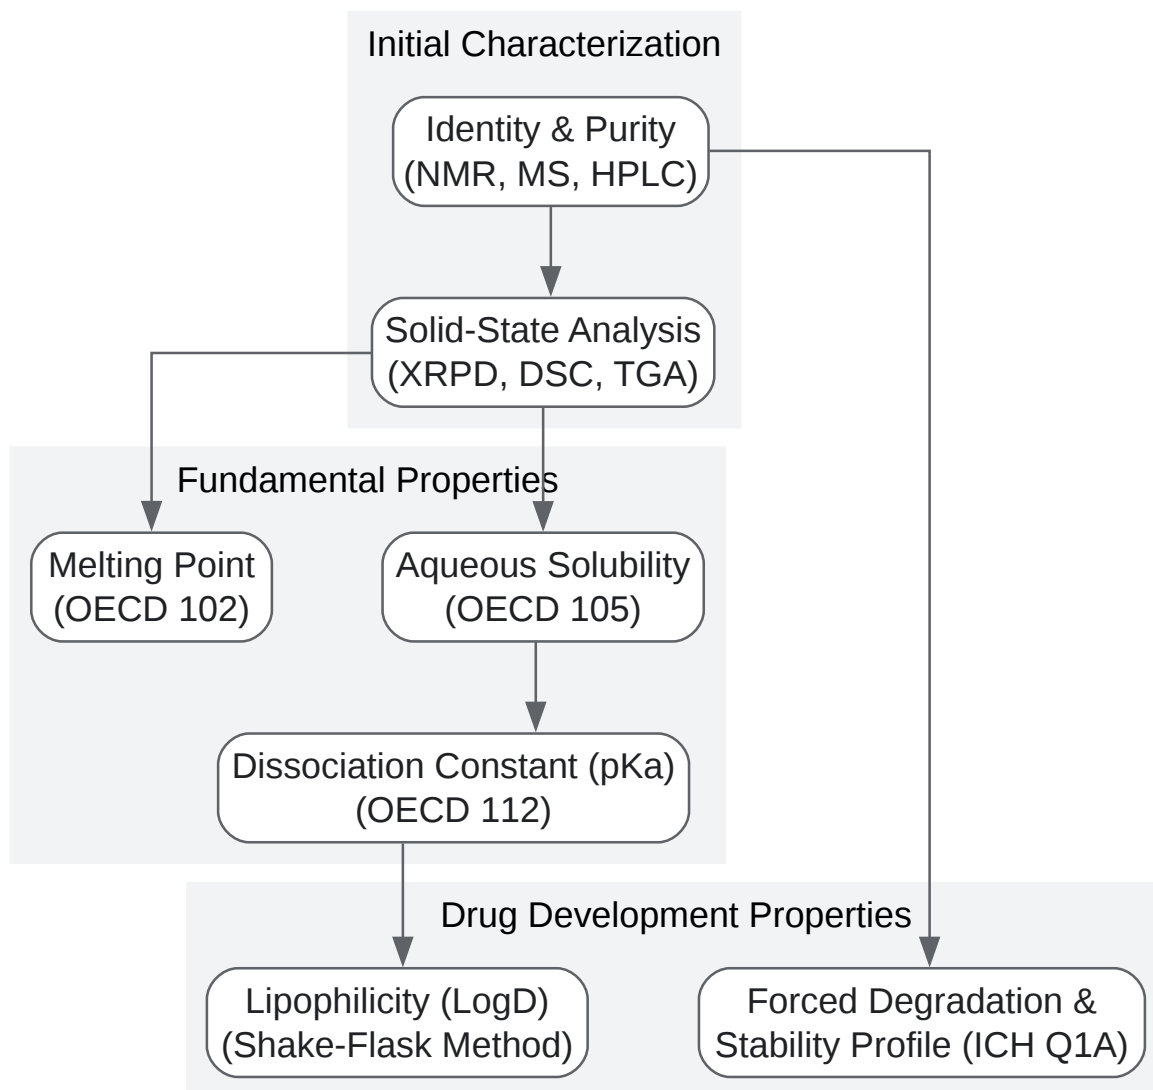 Initial Characterization
Identity & Purity
(NMR, MS, HPLC)
Solid-State Analysis
(XRPD, DSC, TGA)
Fundamental Properties
Melting Point
(OECD 102)
Aqueous Solubility
(OECD 105)
Dissociation Constant (pKa)
(OECD 112)
Drug Development Properties
Lipophilicity (LogD)
(Shake-Flask Method)
Forced Degradation &
Stability Profile (ICH Q1A)